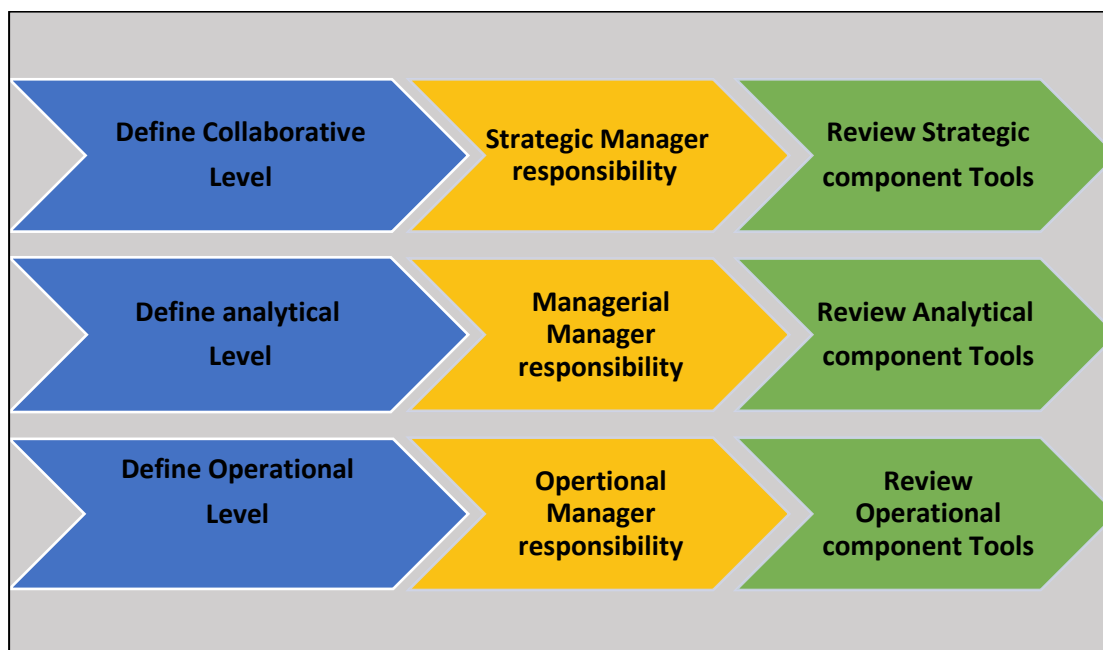 Define Collaborative
Level
Strategic Manager
responsibility
Review Strategic
component Tools
Define analytical
Level
Managerial
Manager
responsibility
Review Analytical
component Tools
Define Operational
Level
Opertional
Manager
responsibility
Review
Operational
component Tools